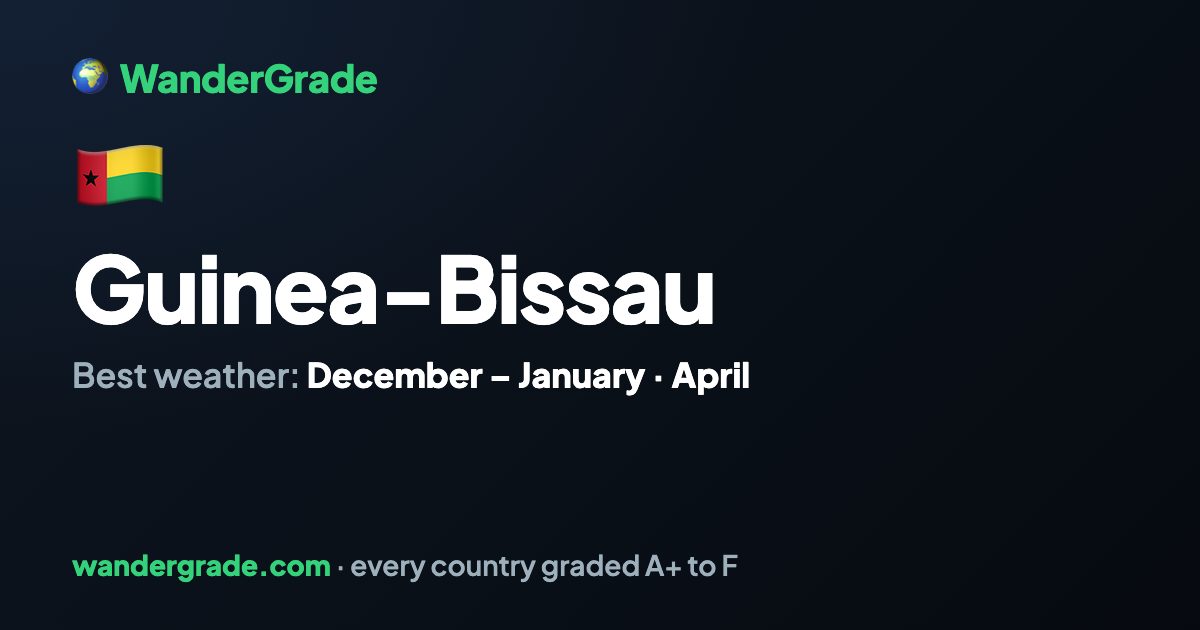 WanderGrade
Guinea-Bissau
Best weather: December – January · April
wandergrade.com · every country graded A+ to F